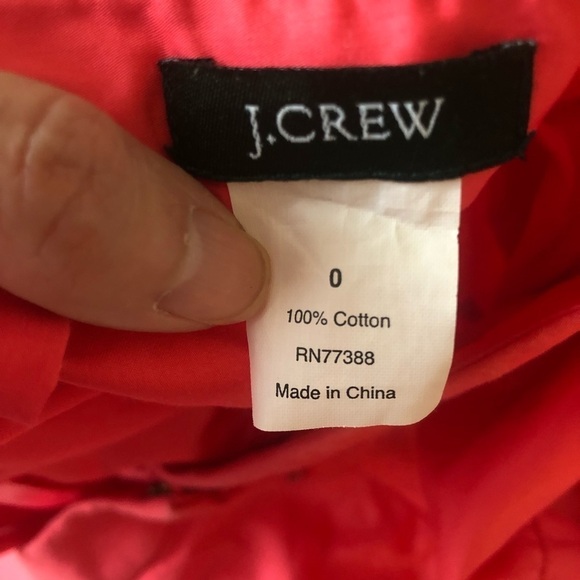 J.CREW
0
100% Cotton
RN77388
Made in China